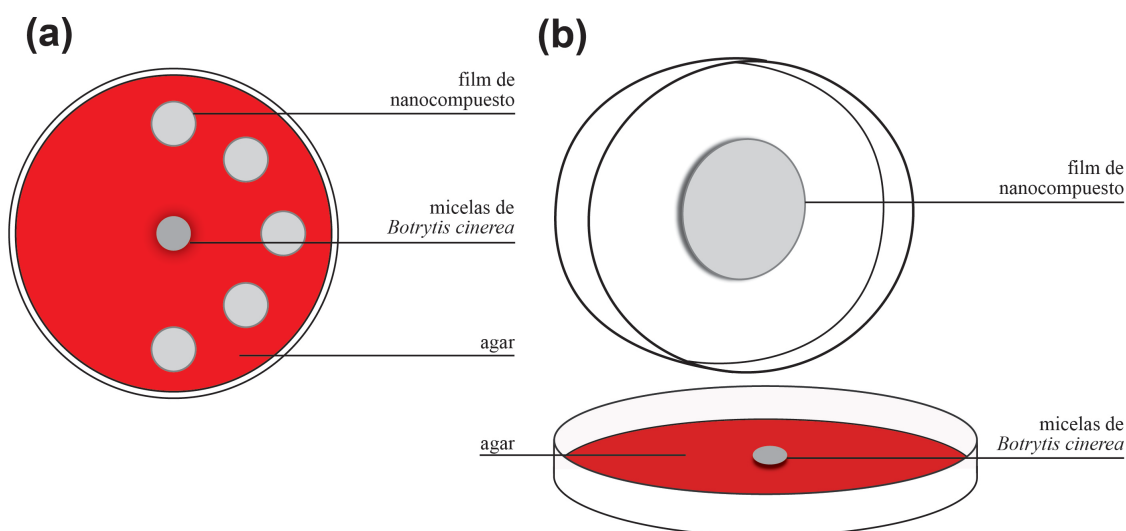 (a)
film de
nanocompuesto
micelas de
Botrytis cinerea
agar
(b)
film de
nanocompuesto
agar
micelas de
Botrytis cinerea